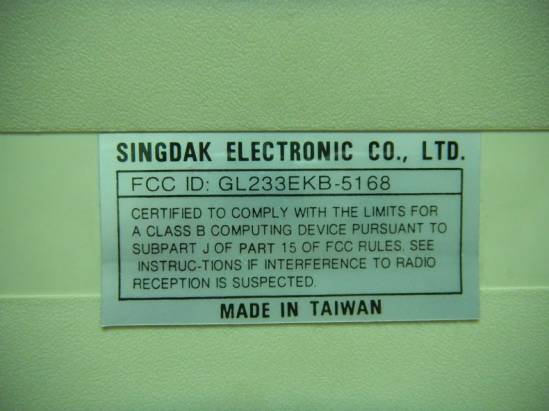 SINGDAK ELECTRONIC CO., LTD.
FCC ID: GL233EKB-5168
CERTIFIED TO COMPLY WITH THE LIMITS FOR
A CLASS B COMPUTING DEVICE PURSUANT TO
SUBPART J OF PART 15 OF FCC RULES. SEE
INSTRUC-TIONS IF INTERFERENCE TO RADIO
RECEPTION IS SUSPECTED.
MADE IN TAIWAN